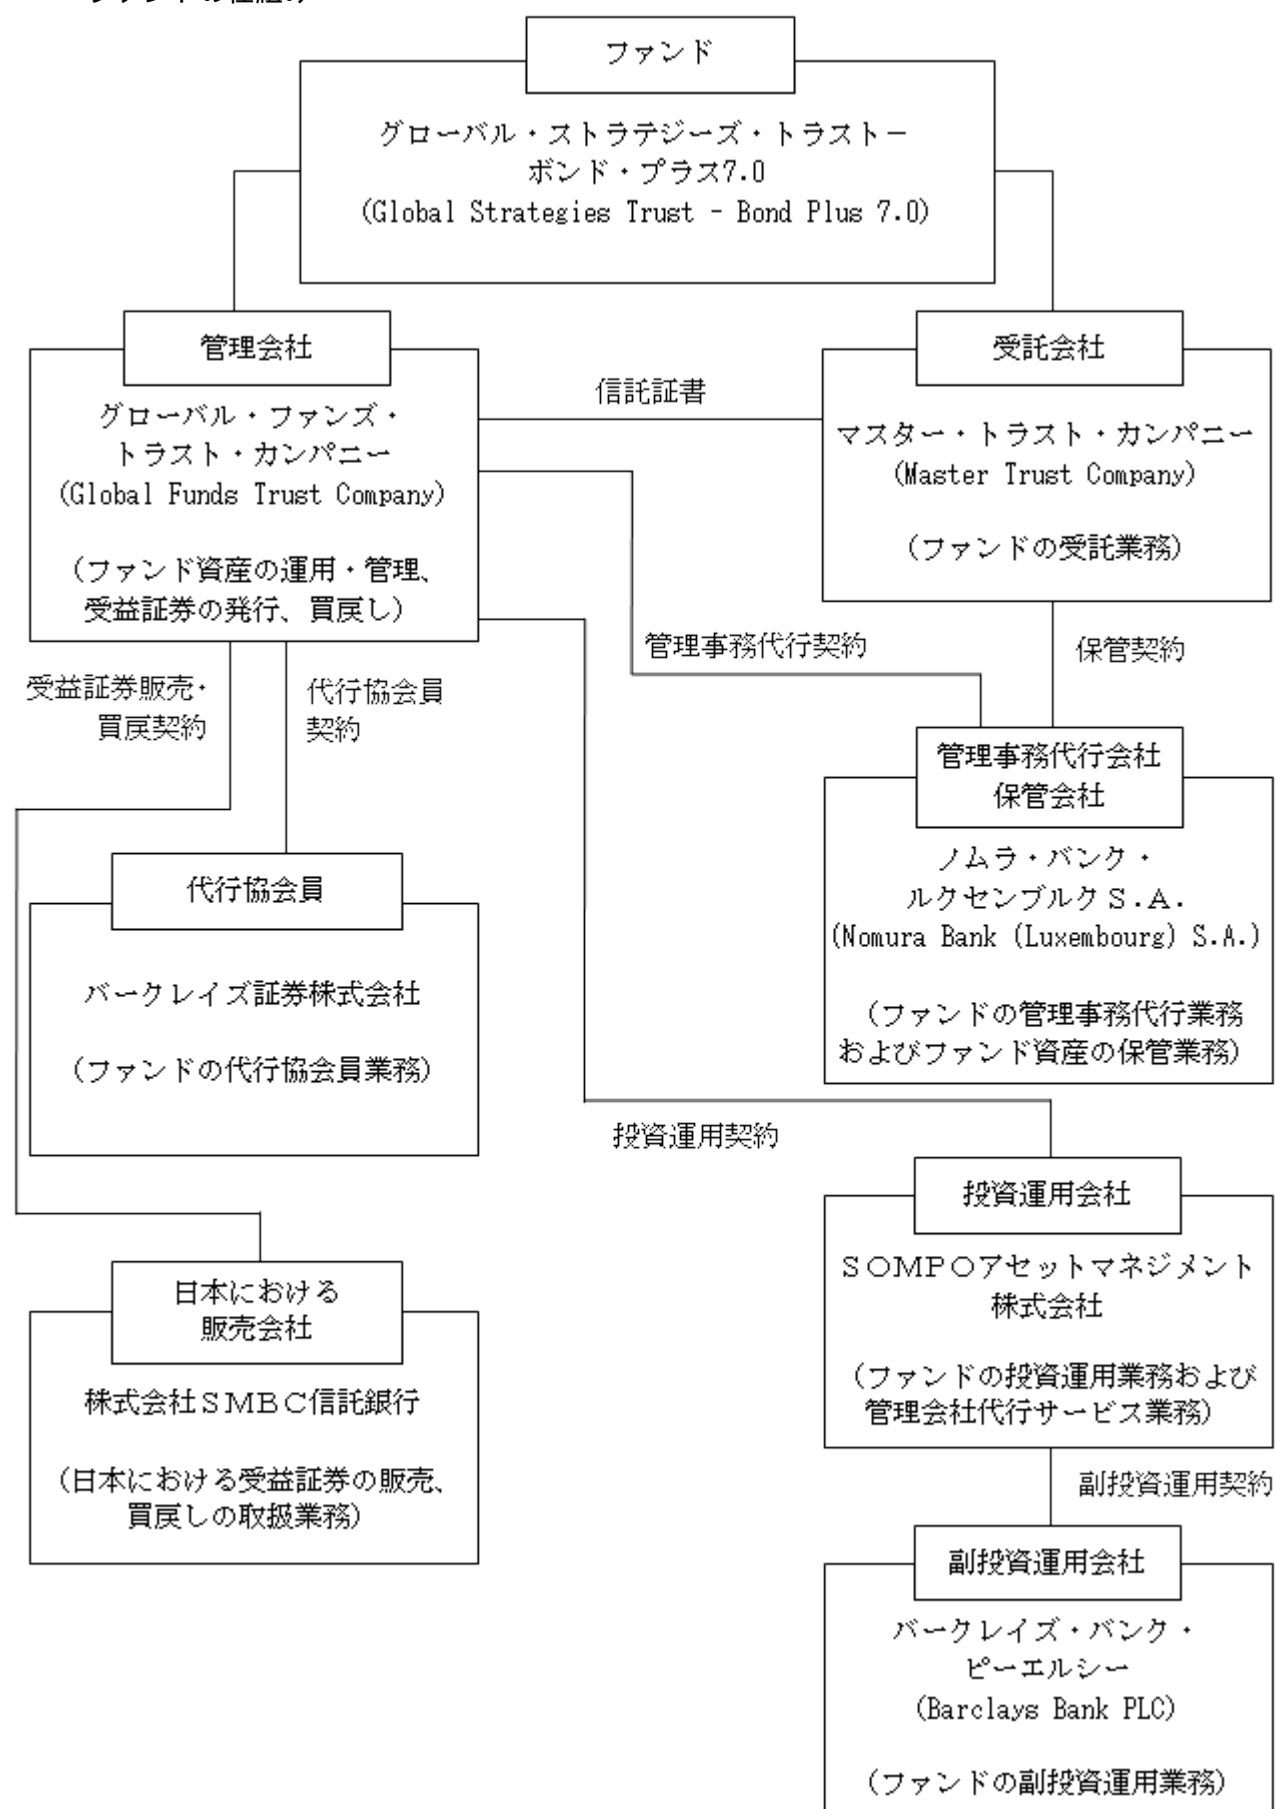 ファンドの仕組み
ファンド
グローバル・ストラテジーズ・トラスト－
ボンド・プラス7.0
(Global Strategies Trust - Bond Plus 7.0)
管理会社
グローバル・ファンズ・
トラスト・カンパニー
(Global Funds Trust Company)
（ファンド資産の運用・管理、
受益証券の発行、買戻し）
信託証書
受託会社
マスター・トラスト・カンパニー
(Master Trust Company)
（ファンドの受託業務）
受益証券販売・
買戻契約
代行協会員
契約
管理事務代行契約
保管契約
管理事務代行会社
保管会社
ノムラ・バンク・
ルクセンブルクＳ.Ａ.
(Nomura Bank (Luxembourg) S.A.)
（ファンドの管理事務代行業務
およびファンド資産の保管業務）
代行協会員
バークレイズ証券株式会社
（ファンドの代行協会員業務）
投資運用契約
投資運用会社
ＳＯＭＰＯアセットマネジメント
株式会社
（ファンドの投資運用業務および
管理会社代行サービス業務）
日本における
販売会社
株式会社ＳＭＢＣ信託銀行
（日本における受益証券の販売、
買戻しの取扱業務）
副投資運用契約
副投資運用会社
バークレイズ・バンク・
ピーエルシー
(Barclays Bank PLC)
（ファンドの副投資運用業務）